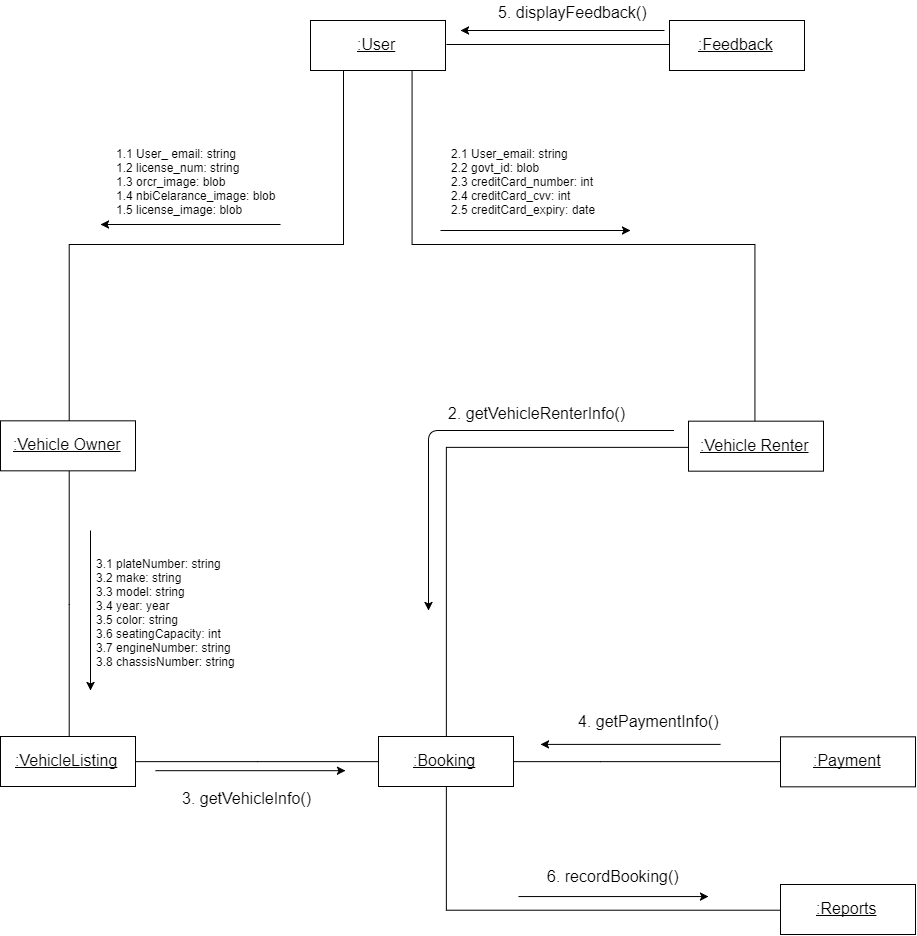 5. displayFeedback()
:User
:Feedback
1.1 User_ email: string
1.2 license_num: string
1.3 orcr_image: blob
1.4 nbiCelarance_image: blob
1.5 license_image: blob
2.1 User_email: string
2.2 govt_id: blob
2.3 creditCard_number: int
2.4 creditCard_cvv: int
2.5 creditCard_expiry: date
2. getVehicleRenterInfo()
:Vehicle Owner
:Vehicle Renter
3.1 plateNumber: string
3.2 make: string
3.3 model: string
3.4 year: year
3.5 color: string
3.6 seatingCapacity: int
3.7 engineNumber: string
3.8 chassisNumber: string
4. getPaymentInfo()
:VehicleListing
:Booking
:Payment
3. getVehicleInfo()
6. recordBooking()
:Reports